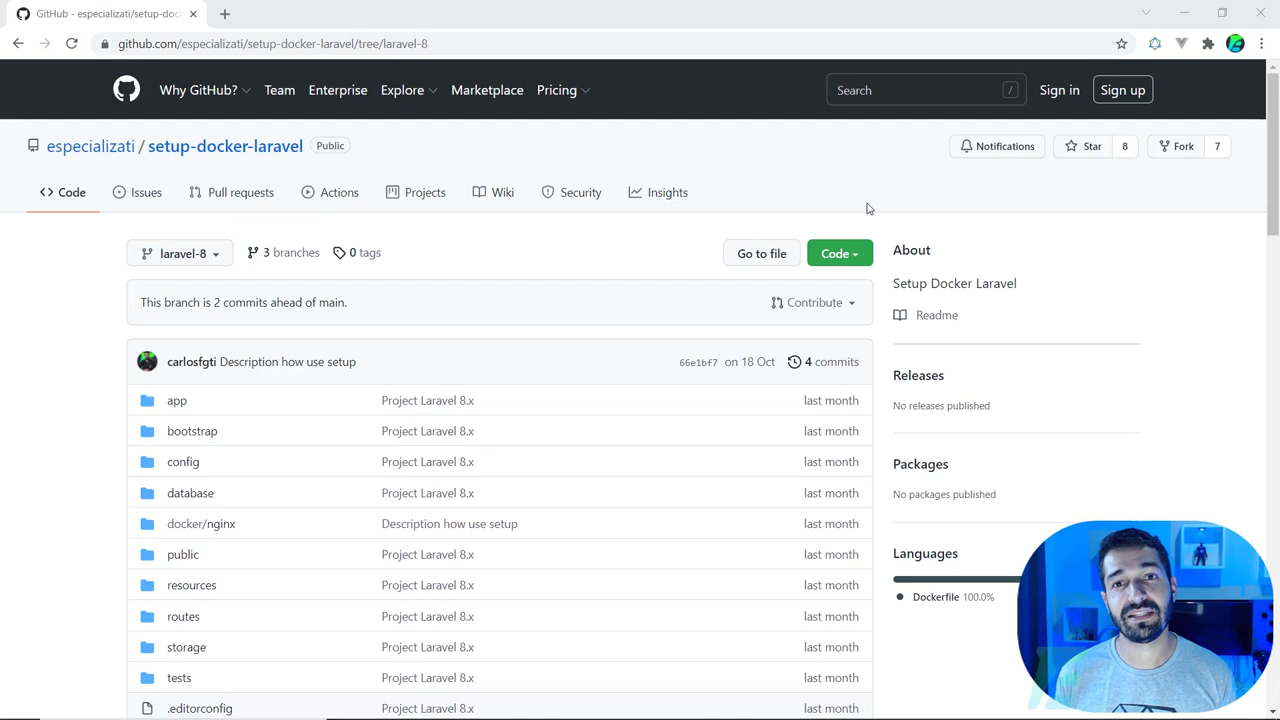 GitHub - especializati/setup-doc
github.com/especializati/setup-docker-laravel/tree/laravel-8
Why GitHub? Team Enterprise Explore Marketplace Pricing Search / Sign in Sign up
especializati / setup-docker-laravel Public Notifications Star 8 Fork 7
Code Issues Pull requests Actions Projects Wiki Security Insights
laravel-8 3 branches 0 tags Go to file Code
This branch is 2 commits ahead of main. Contribute
carlosfgti Description how use setup 66e1bf7 on 18 Oct 4 commits
app Project Laravel 8.x last month
bootstrap Project Laravel 8.x last month
config Project Laravel 8.x last month
database Project Laravel 8.x last month
docker/nginx Description how use setup last month
public Project Laravel 8.x last month
resources Project Laravel 8.x last month
routes Project Laravel 8.x last month
storage Project Laravel 8.x last month
tests Project Laravel 8.x last month
.editorconfig Project Laravel 8.x last month
About
Setup Docker Laravel
Readme
Releases
No releases published
Packages
No packages published
Languages
Dockerfile 100.0%